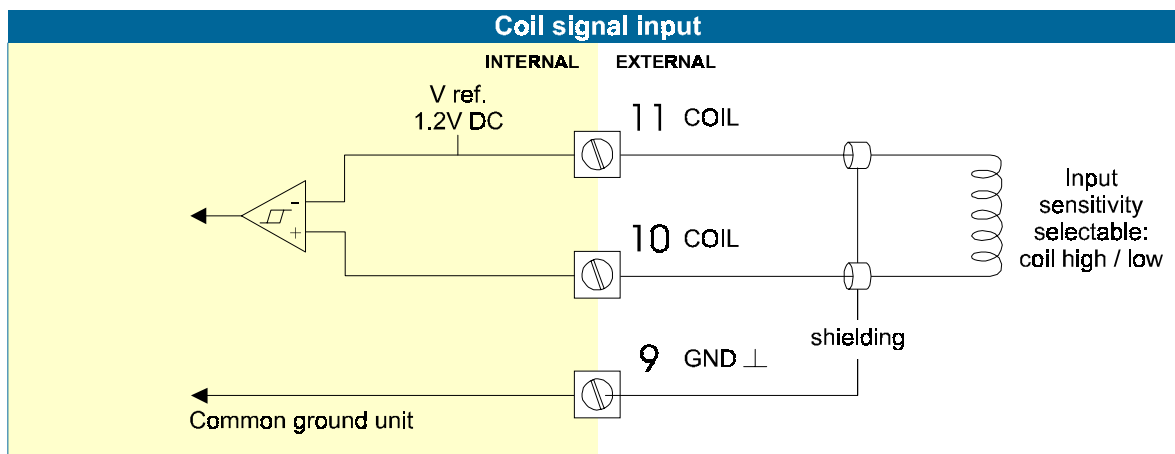 Coil signal input
INTERNAL
EXTERNAL
V ref.
1.2V DC
11 COIL
-
+
10 COIL
Input
sensitivity
selectable:
coil high / low
shielding
9 GND ⊥
Common ground unit